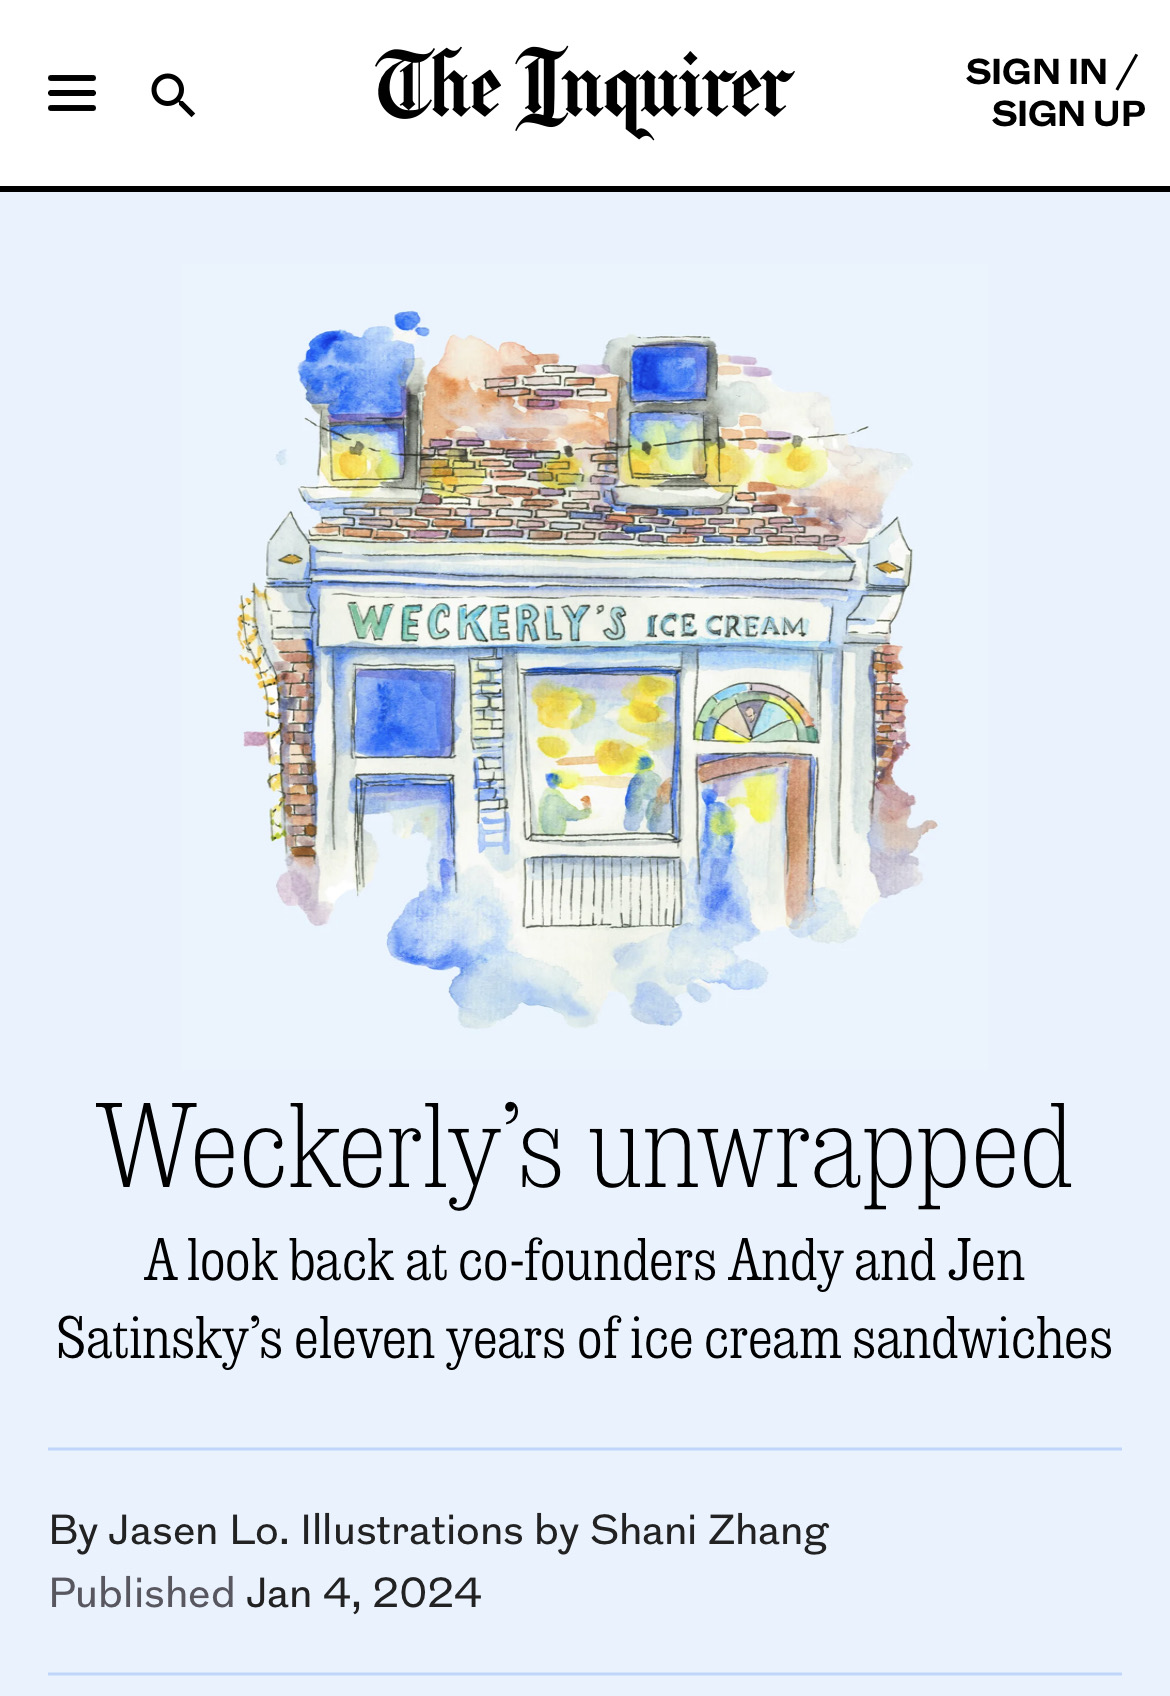 The Inquirer
SIGN IN /
SIGN UP
WECKERLY'S ICE CREAM
Weckerly’s unwrapped
A look back at co-founders Andy and Jen
Satinsky’s eleven years of ice cream sandwiches
By Jasen Lo. Illustrations by Shani Zhang
Published Jan 4, 2024